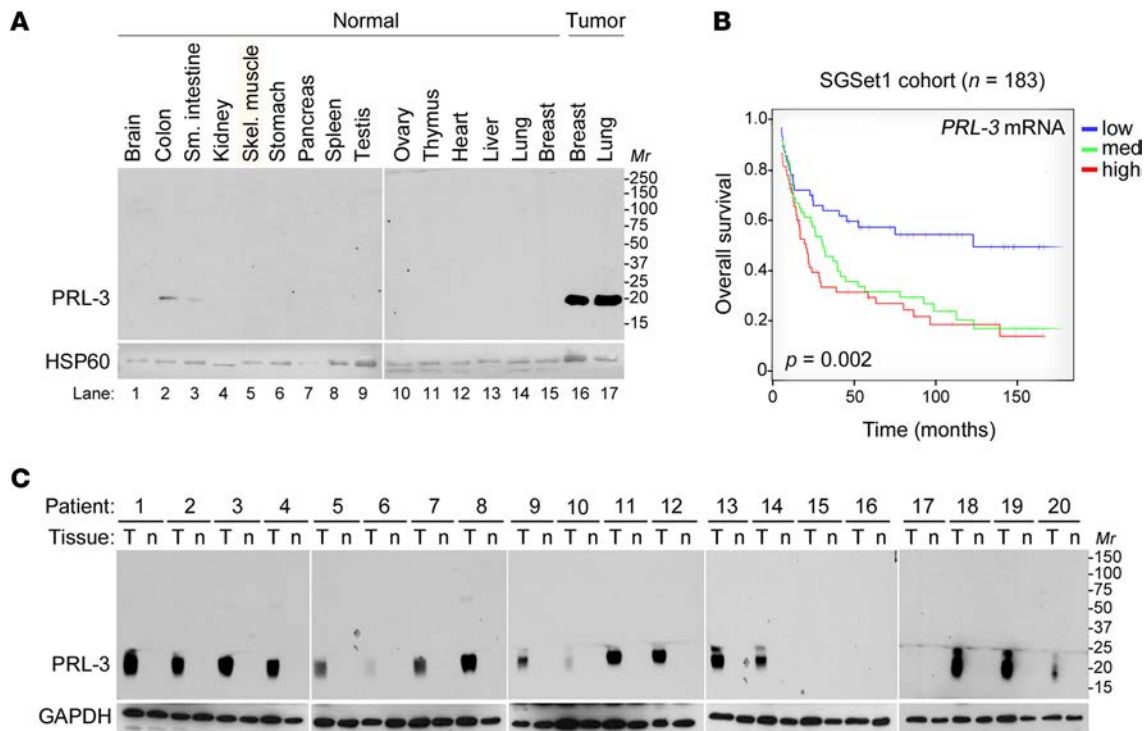 A
Normal
Tumor
Brain
Colon
Sm. intestine
Kidney
Skel. muscle
Stomach
Pancreas
Spleen
Testis
Ovary
Thymus
Heart
Liver
Lung
Breast
Breast
Lung
Mr
-250
-150
-100
-75
-50
-37
-25
-20
-15
PRL-3
HSP60
Lane: 1 2 3 4 5 6 7 8 9 10 11 12 13 14 15 16 17
B
SGSet1 cohort (n = 183)
PRL-3 mRNA
low
med
high
Overall survival
1.0
0.8
0.6
0.4
0.2
0
p = 0.002
0 50 100 150
Time (months)
C
Patient: 1 2 3 4 5 6 7 8 9 10 11 12 13 14 15 16 17 18 19 20
Tissue: T n T n T n T n T n T n T n T n T n T n T n T n T n T n T n T n T n T n T n T n
Mr
-150
-100
-75
-50
-37
-25
-20
-15
PRL-3
GAPDH